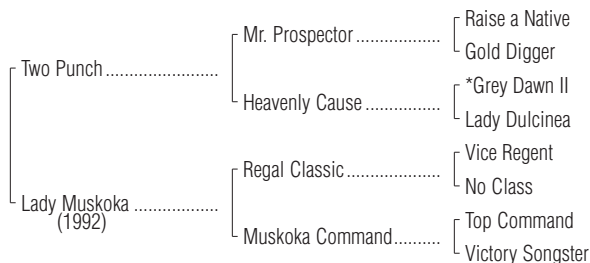 Raise a Native
Mr. Prospector ..................
Gold Digger
Two Punch ........................
*Grey Dawn II
Heavenly Cause ................
Lady Dulcinea
Vice Regent
Regal Classic ....................
No Class
Lady Muskoka ..................
(1992)
Top Command
Muskoka Command ..........
Victory Songster